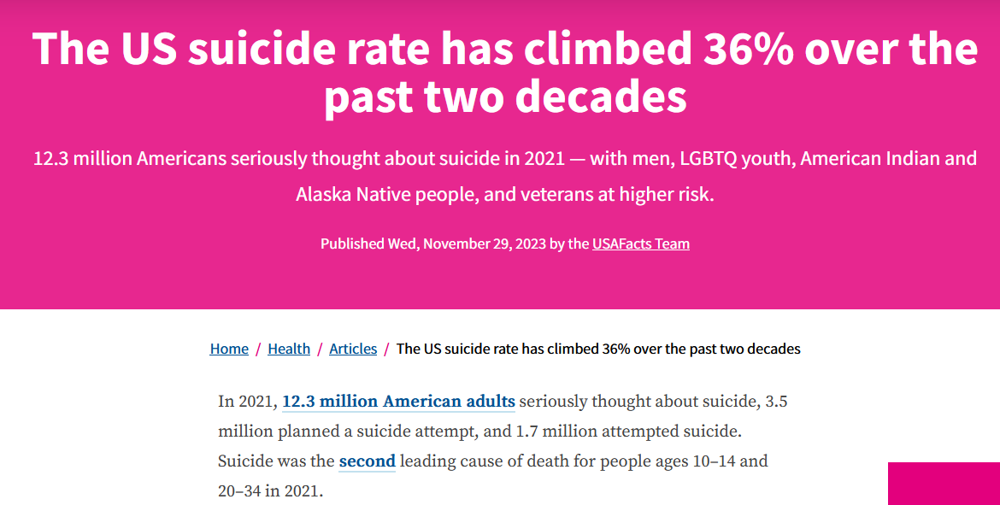 The US suicide rate has climbed 36% over the
past two decades
12.3 million Americans seriously thought about suicide in 2021 — with men, LGBTQ youth, American Indian and
Alaska Native people, and veterans at higher risk.
Published Wed, November 29, 2023 by the USAFacts Team
Home / Health / Articles / The US suicide rate has climbed 36% over the past two decades
In 2021, 12.3 million American adults seriously thought about suicide, 3.5
million planned a suicide attempt, and 1.7 million attempted suicide.
Suicide was the second leading cause of death for people ages 10–14 and
20–34 in 2021.